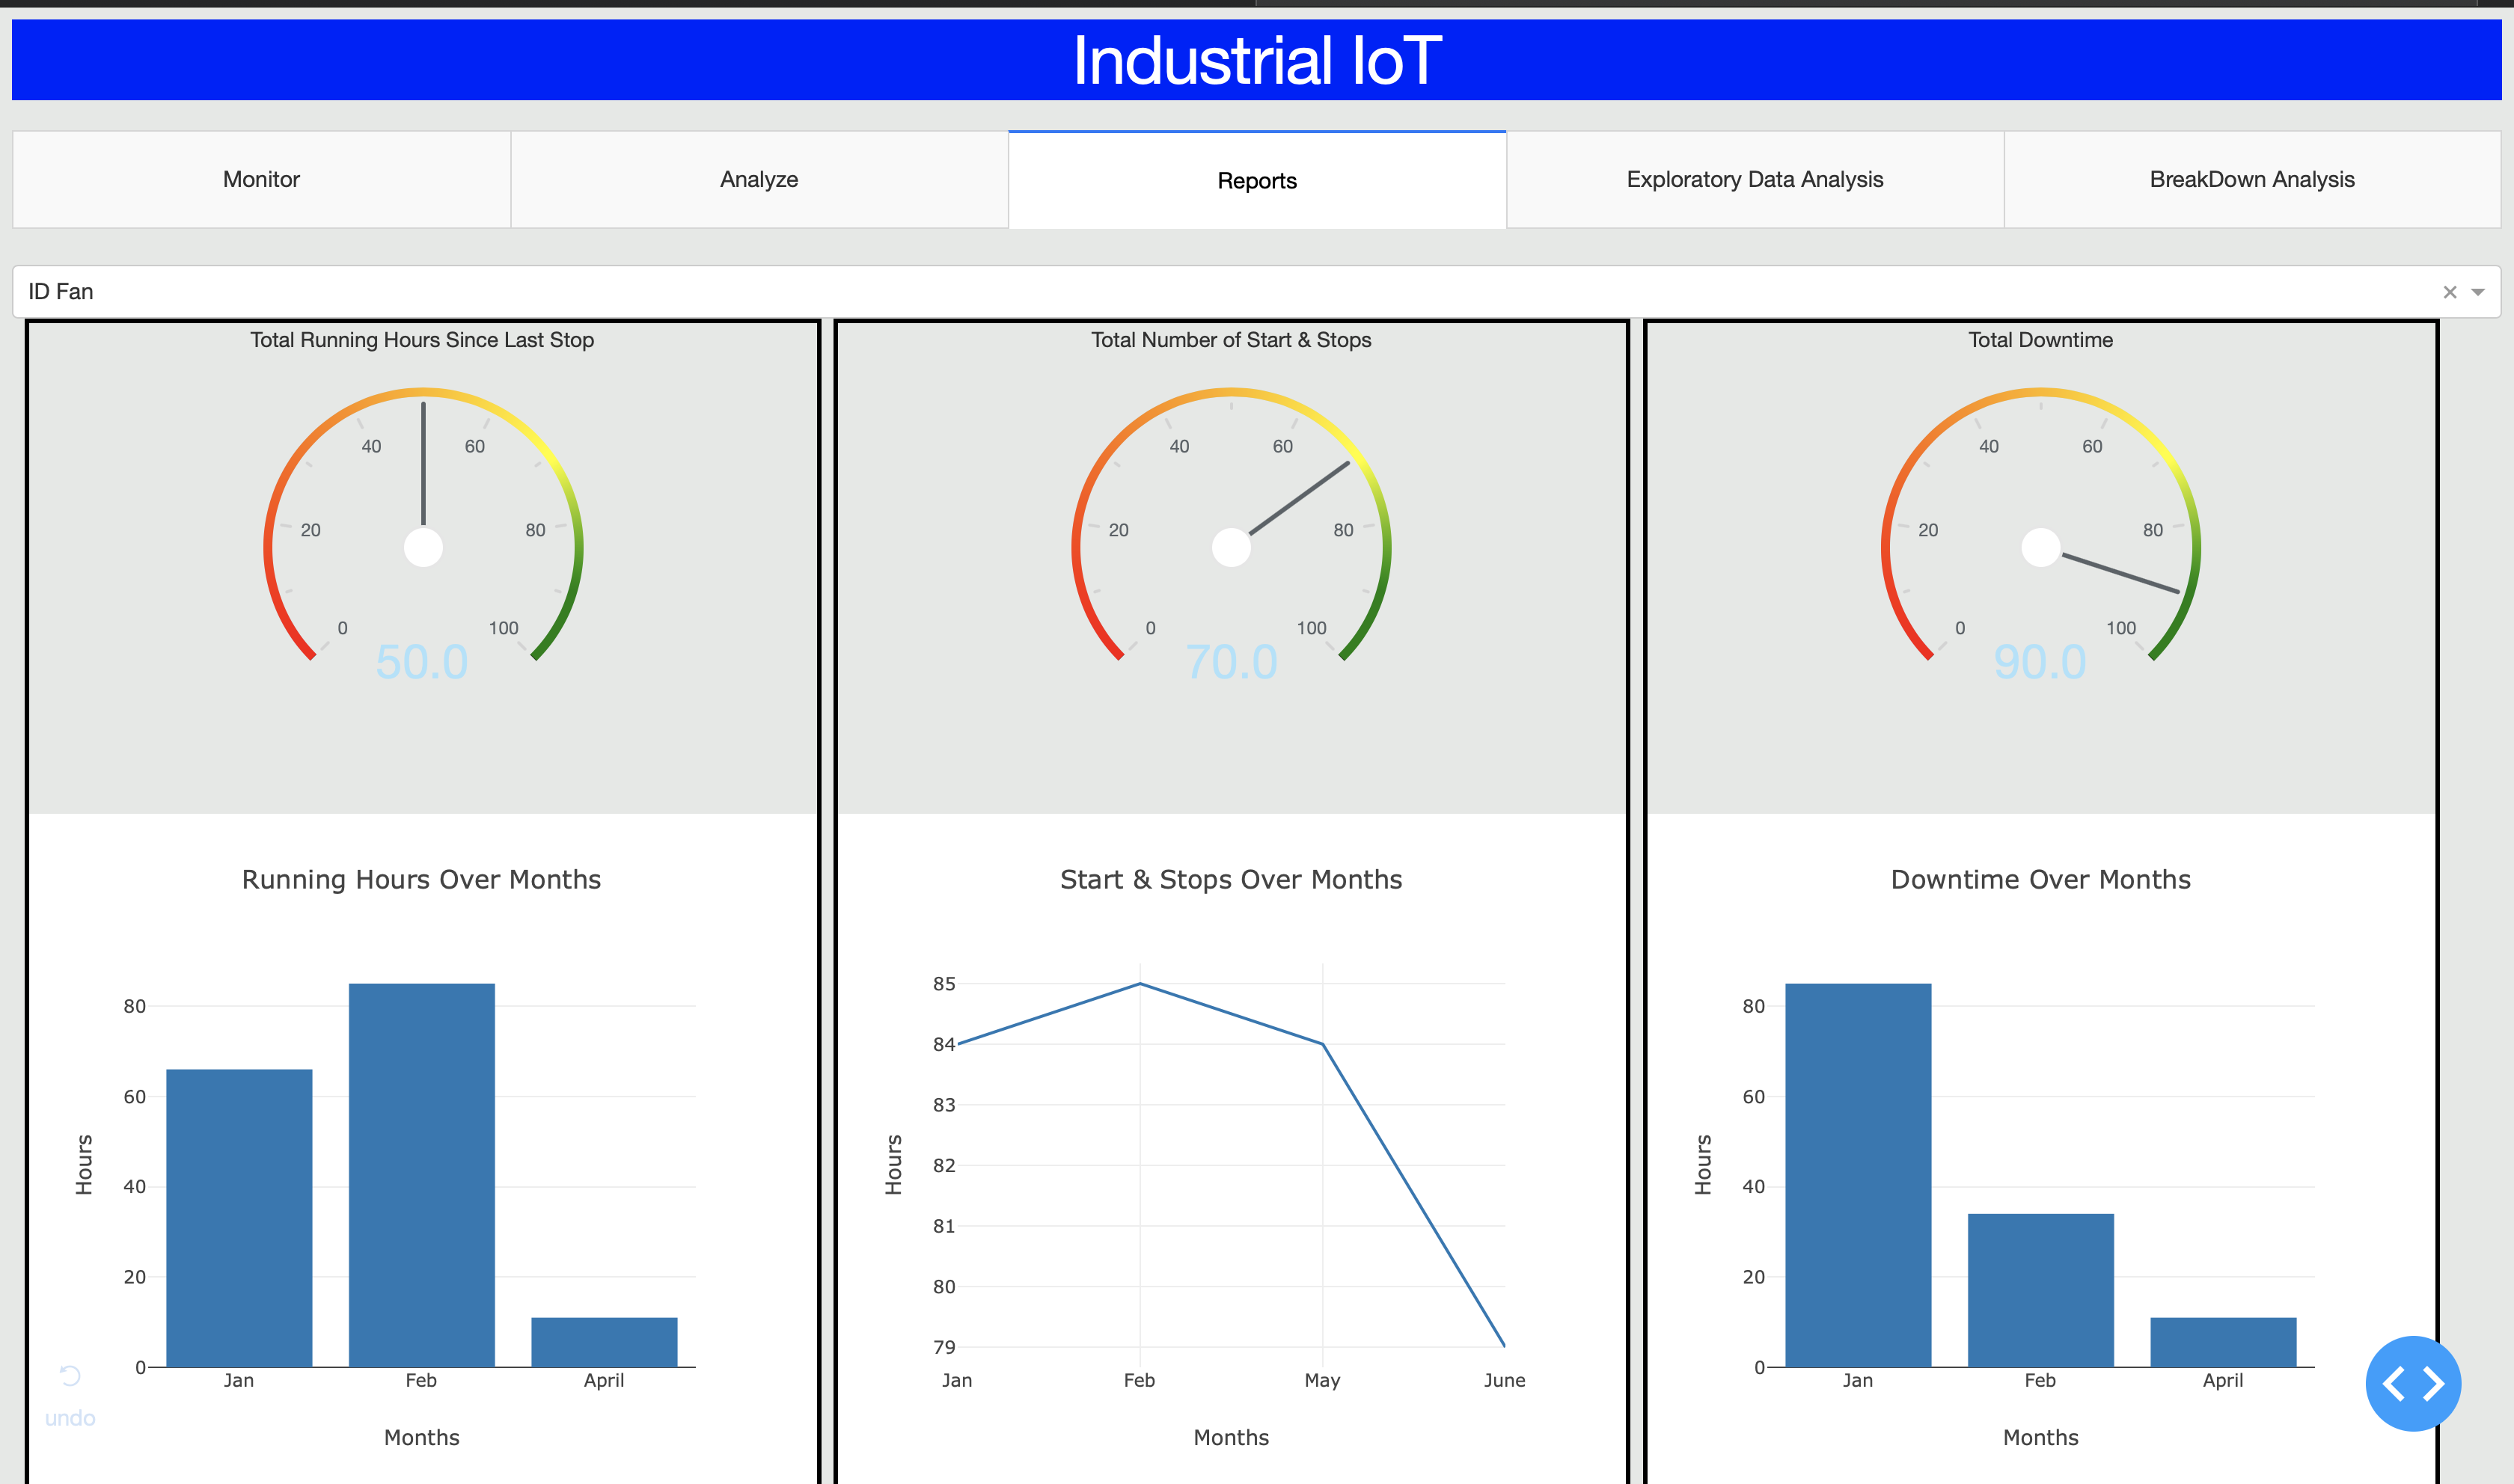 Industrial IoT
Monitor
Analyze
Reports
Exploratory Data Analysis
BreakDown Analysis
ID Fan
Total Running Hours Since Last Stop
0
20
40
60
80
100
50.0
Total Number of Start & Stops
0
20
40
60
80
100
70.0
Total Downtime
0
20
40
60
80
100
90.0
Running Hours Over Months
Hours
80
60
40
20
0
Jan
Feb
April
Months
Start & Stops Over Months
Hours
85
84
83
82
81
80
79
Jan
Feb
May
June
Months
Downtime Over Months
Hours
80
60
40
20
0
Jan
Feb
April
Months
undo